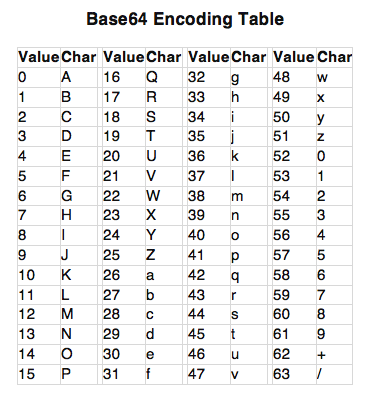 Base64 Encoding Table
Value Char Value Char Value Char Value Char
0 A 16 Q 32 g 48 w
1 B 17 R 33 h 49 x
2 C 18 S 34 i 50 y
3 D 19 T 35 j 51 z
4 E 20 U 36 k 52 0
5 F 21 V 37 l 53 1
6 G 22 W 38 m 54 2
7 H 23 X 39 n 55 3
8 I 24 Y 40 o 56 4
9 J 25 Z 41 p 57 5
10 K 26 a 42 q 58 6
11 L 27 b 43 r 59 7
12 M 28 c 44 s 60 8
13 N 29 d 45 t 61 9
14 O 30 e 46 u 62 +
15 P 31 f 47 v 63 /